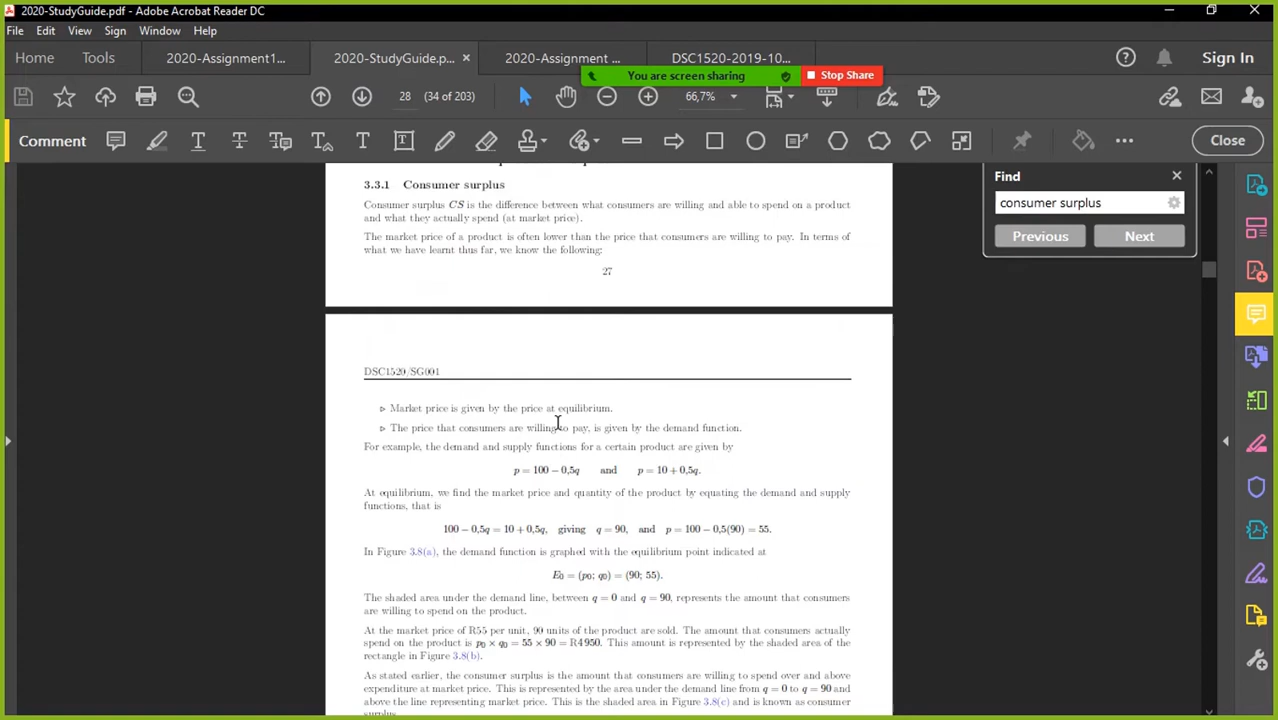 2020-StudyGuide.pdf - Adobe Acrobat Reader DC
File Edit View Sign Window Help
Home Tools 2020-Assignment1... 2020-StudyGuide.p... × 2020-Assignment ... DSC1520-2019-10... Sign In
You are screen sharing Stop Share
28 (34 of 203) 66,7%
Comment Close
Find
consumer surplus
Previous Next
3.3.1 Consumer surplus
Consumer surplus CS is the difference between what consumers are willing and able to spend on a product
and what they actually spend (at market price).
The market price of a product is often lower than the price that consumers are willing to pay. In terms of
what we have learnt thus far, we know the following:
27
DSC1520/SG001
▹ Market price is given by the price at equilibrium.
▹ The price that consumers are willing to pay, is given by the demand function.
For example, the demand and supply functions for a certain product are given by
p = 100 − 0,5q and p = 10 + 0,5q.
At equilibrium, we find the market price and quantity of the product by equating the demand and supply
functions, that is
100 − 0,5q = 10 + 0,5q, giving q = 90, and p = 100 − 0,5(90) = 55.
In Figure 3.8(a), the demand function is graphed with the equilibrium point indicated at
E₀ = (p₀; q₀) = (90; 55).
The shaded area under the demand line, between q = 0 and q = 90, represents the amount that consumers
are willing to spend on the product.
At the market price of R55 per unit, 90 units of the product are sold. The amount that consumers actually
spend on the product is p₀ × q₀ = 55 × 90 = R4 950. This amount is represented by the shaded area of the
rectangle in Figure 3.8(b).
As stated earlier, the consumer surplus is the amount that consumers are willing to spend over and above
expenditure at market price. This is represented by the area under the demand line from q = 0 to q = 90 and
above the line representing market price. This is the shaded area in Figure 3.8(c) and is known as consumer
surplus.